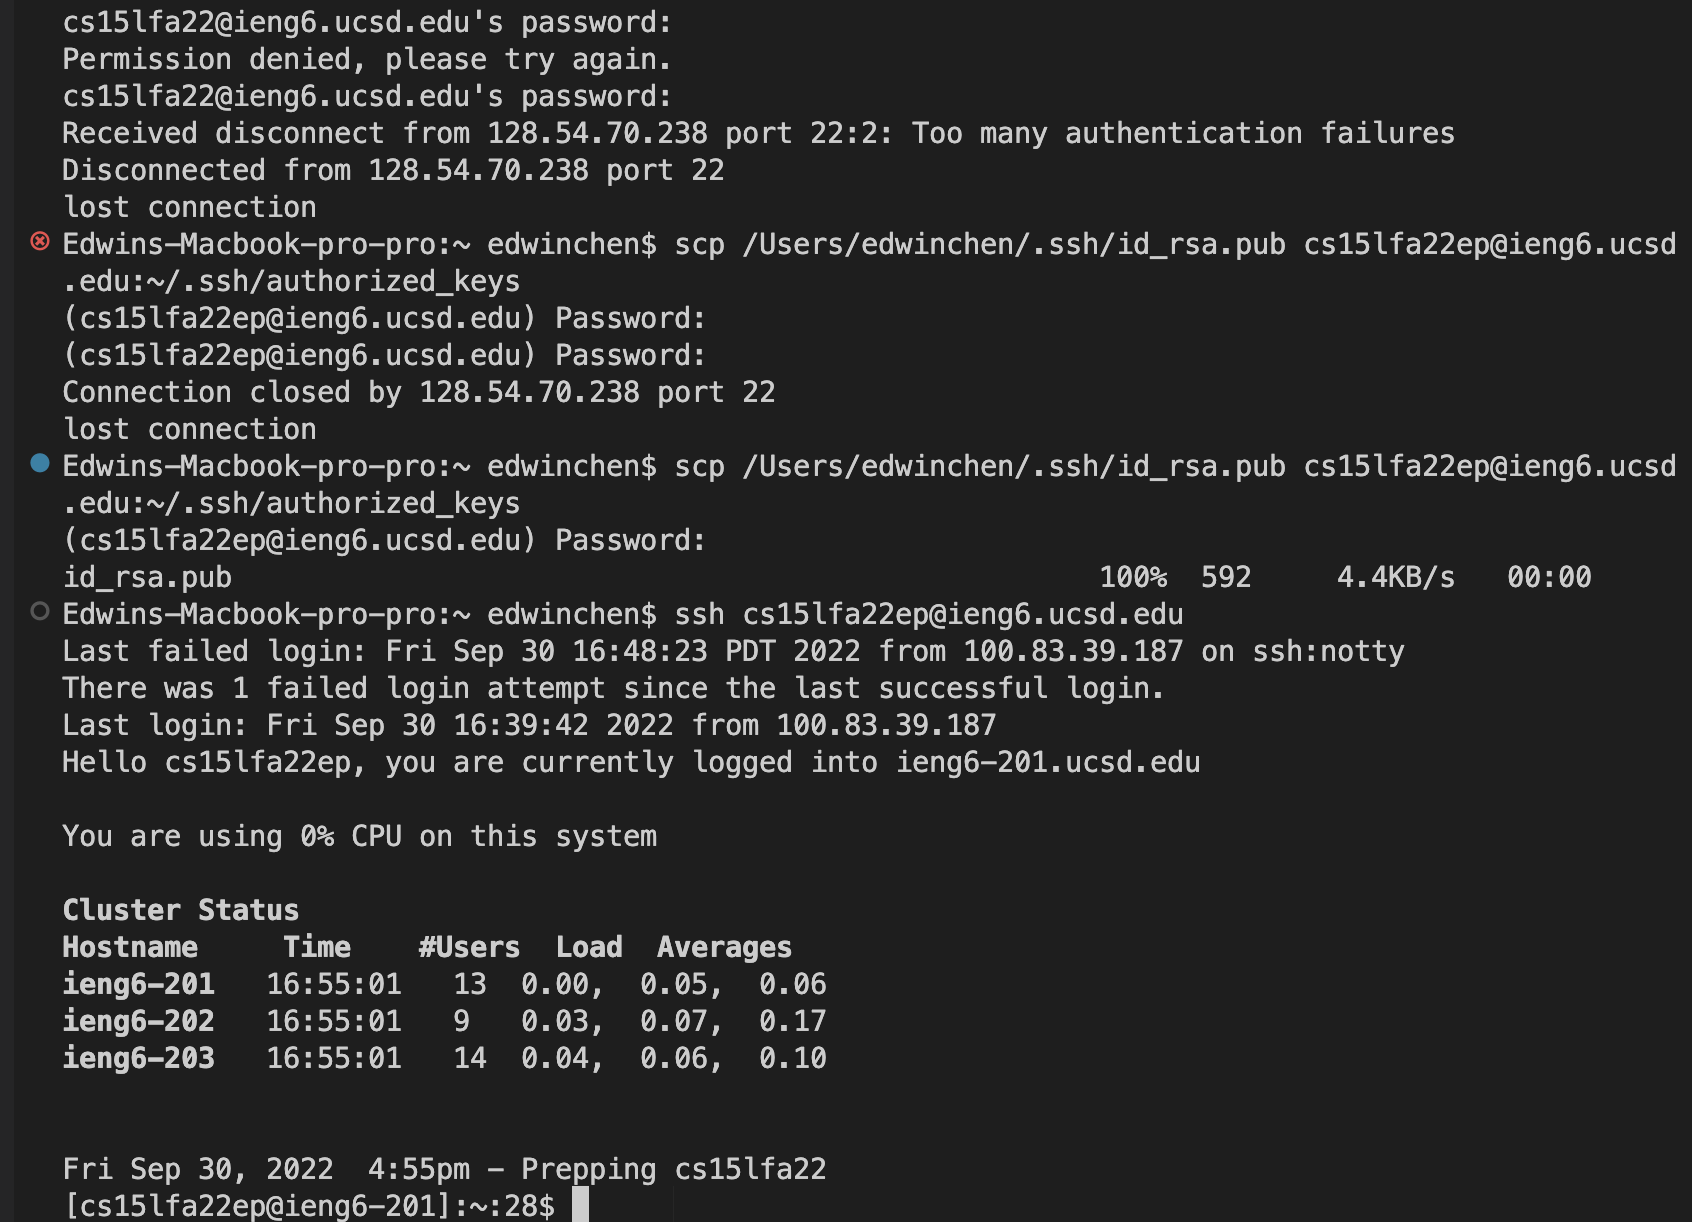 cs15lfa22@ieng6.ucsd.edu's password:
Permission denied, please try again.
cs15lfa22@ieng6.ucsd.edu's password:
Received disconnect from 128.54.70.238 port 22:2: Too many authentication failures
Disconnected from 128.54.70.238 port 22
lost connection
Edwins-Macbook-pro-pro:~ edwinchen$ scp /Users/edwinchen/.ssh/id_rsa.pub cs15lfa22ep@ieng6.ucsd
.edu:~/.ssh/authorized_keys
(cs15lfa22ep@ieng6.ucsd.edu) Password:
(cs15lfa22ep@ieng6.ucsd.edu) Password:
Connection closed by 128.54.70.238 port 22
lost connection
Edwins-Macbook-pro-pro:~ edwinchen$ scp /Users/edwinchen/.ssh/id_rsa.pub cs15lfa22ep@ieng6.ucsd
.edu:~/.ssh/authorized_keys
(cs15lfa22ep@ieng6.ucsd.edu) Password:
id_rsa.pub 100% 592 4.4KB/s 00:00
Edwins-Macbook-pro-pro:~ edwinchen$ ssh cs15lfa22ep@ieng6.ucsd.edu
Last failed login: Fri Sep 30 16:48:23 PDT 2022 from 100.83.39.187 on ssh:notty
There was 1 failed login attempt since the last successful login.
Last login: Fri Sep 30 16:39:42 2022 from 100.83.39.187
Hello cs15lfa22ep, you are currently logged into ieng6-201.ucsd.edu
You are using 0% CPU on this system
Cluster Status
Hostname Time #Users Load Averages
ieng6-201 16:55:01 13 0.00, 0.05, 0.06
ieng6-202 16:55:01 9 0.03, 0.07, 0.17
ieng6-203 16:55:01 14 0.04, 0.06, 0.10
Fri Sep 30, 2022 4:55pm - Prepping cs15lfa22
[cs15lfa22ep@ieng6-201]:~:28$